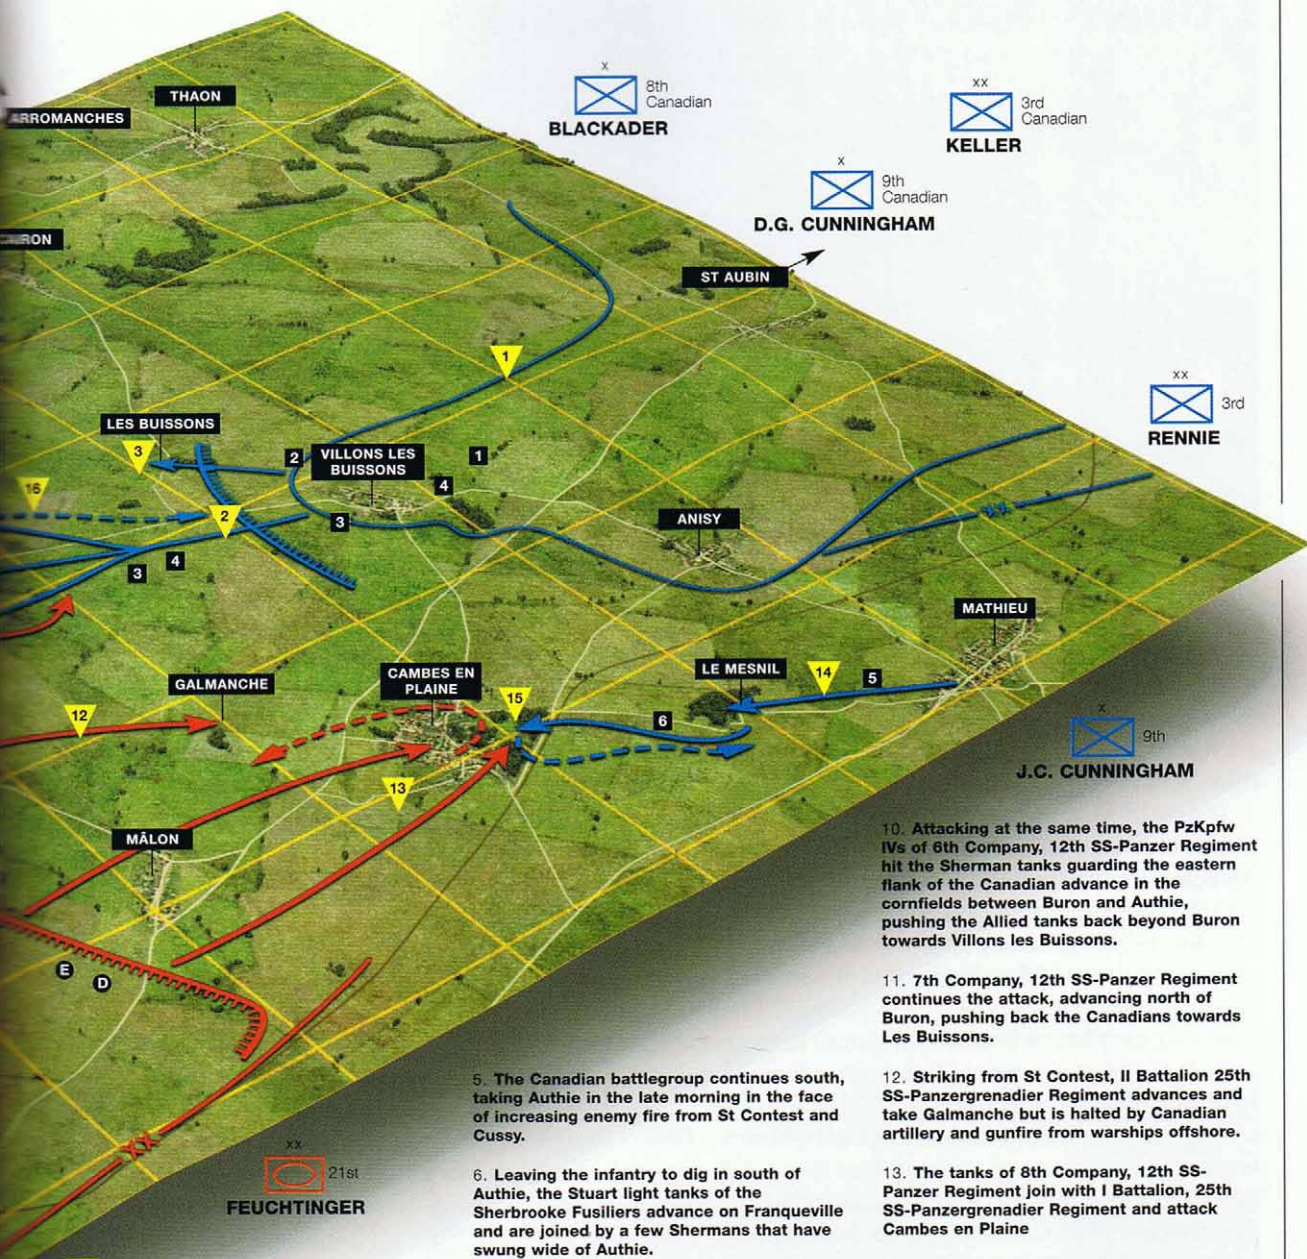 x
8th
Canadian
BLACKADER
xx
3rd
Canadian
KELLER
THAON
ARROMANCHES
x
9th
Canadian
D.G. CUNNINGHAM
ST AUBIN
1
xx
3rd
RENNIE
LES BUISSONS
3
2
VILLONS LES
BUISSONS
1
4
16
2
3
ANISY
xx
4
3
MATHIEU
GALMANCHE
CAMBES EN
PLAINE
LE MESNIL
14
5
15
12
6
x
9th
J.C. CUNNINGHAM
13
MÂLON
E
D
XX
xx
21st
FEUCHTINGER
5. The Canadian battlegroup continues south,
taking Authie in the late morning in the face
of increasing enemy fire from St Contest and
Cussy.
6. Leaving the infantry to dig in south of
Authie, the Stuart light tanks of the
Sherbrooke Fusiliers advance on Franqueville
and are joined by a few Shermans that have
swung wide of Authie.
10. Attacking at the same time, the PzKpfw
IVs of 6th Company, 12th SS-Panzer Regiment
hit the Sherman tanks guarding the eastern
flank of the Canadian advance in the
cornfields between Buron and Authie,
pushing the Allied tanks back beyond Buron
towards Villons les Buissons.
11. 7th Company, 12th SS-Panzer Regiment
continues the attack, advancing north of
Buron, pushing back the Canadians towards
Les Buissons.
12. Striking from St Contest, II Battalion 25th
SS-Panzergrenadier Regiment advances and
take Galmanche but is halted by Canadian
artillery and gunfire from warships offshore.
13. The tanks of 8th Company, 12th SS-
Panzer Regiment join with I Battalion, 25th
SS-Panzergrenadier Regiment and attack
Cambes en Plaine